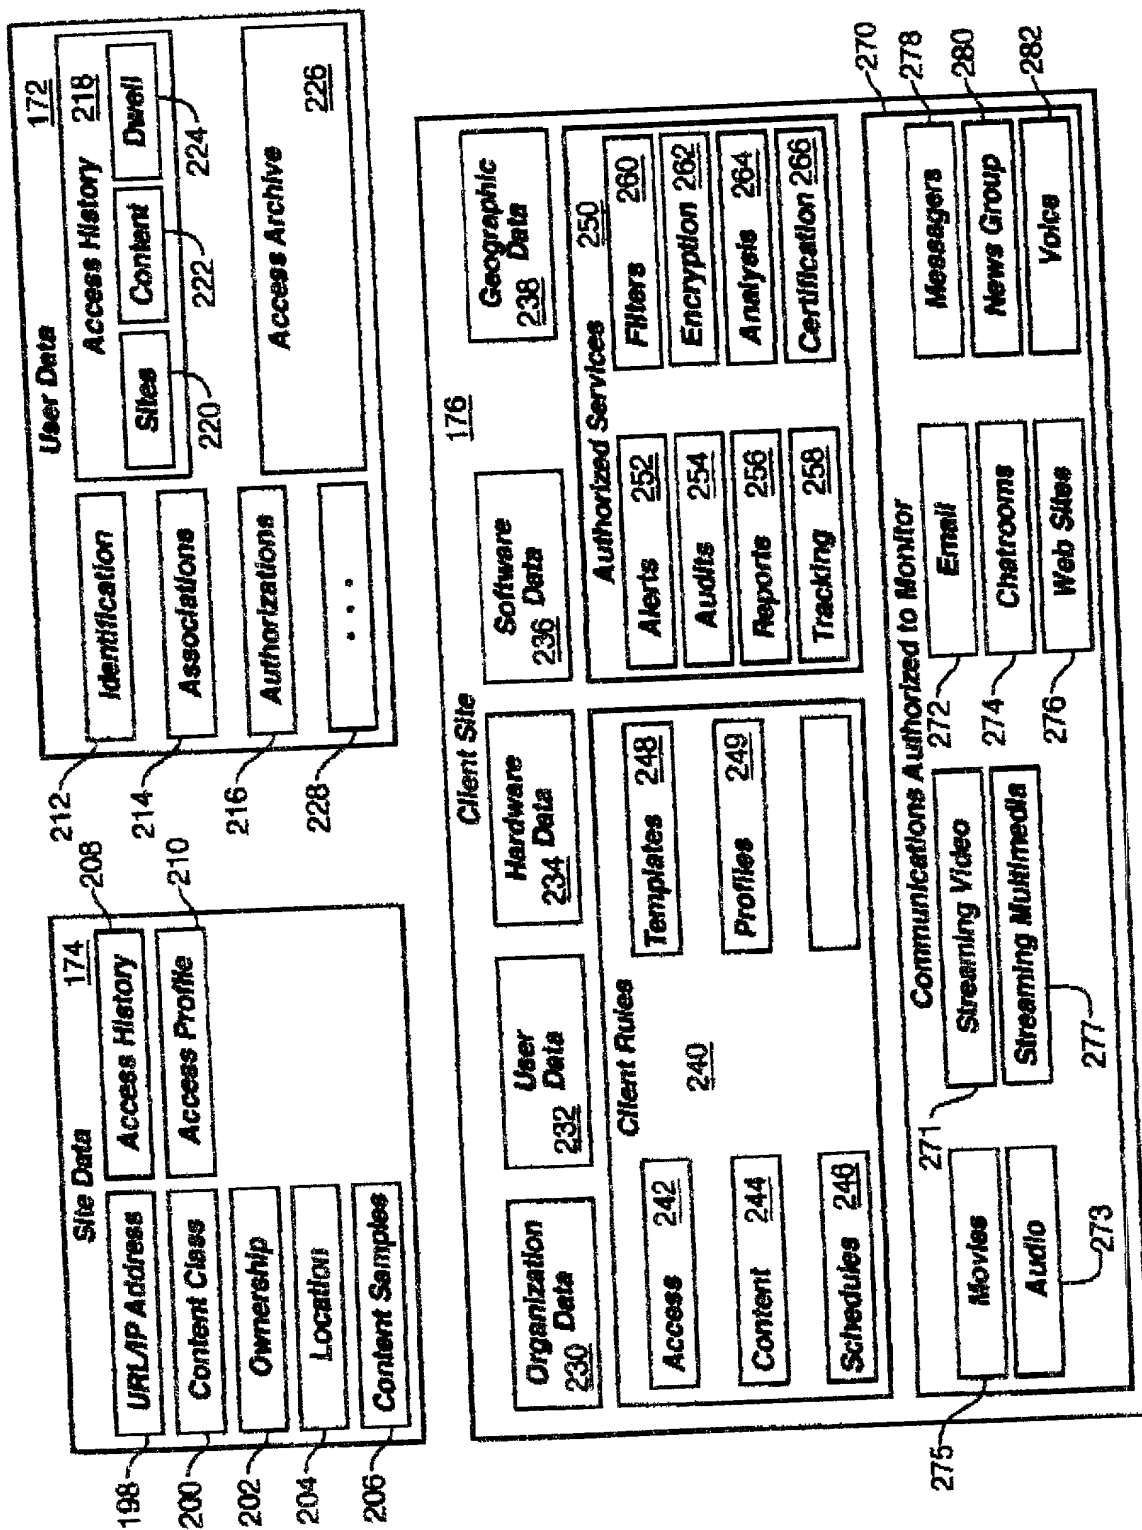 Site Data
174
URL/IP Address
Content Class
Ownership
Location
Content Samples
Access History
Access Profile
198
200
202
204
206
208
210
User Data
172
Identification
Associations
Authorizations
. . .
212
214
216
228
Access History
218
Sites
Content
Dwell
220
222
224
Access Archive
226
Client Site
176
Organization
230 Data
User
232 Data
Hardware
234 Data
Software
236 Data
Geographic
238 Data
Client Rules
240
Access 242
Content 244
Schedules 246
Templates 248
Profiles 249
Authorized Services
250
Alerts 252
Audits 254
Reports 256
Tracking 258
Filters 260
Encryption 262
Analysis 264
Certification 266
Communications Authorized to Monitor
Movies
Audio
Streaming Video
Streaming Multimedia
Email
Chatrooms
Web Sites
Messagers
News Group
Voice
275
273
271
277
272
274
276
270
278
280
282